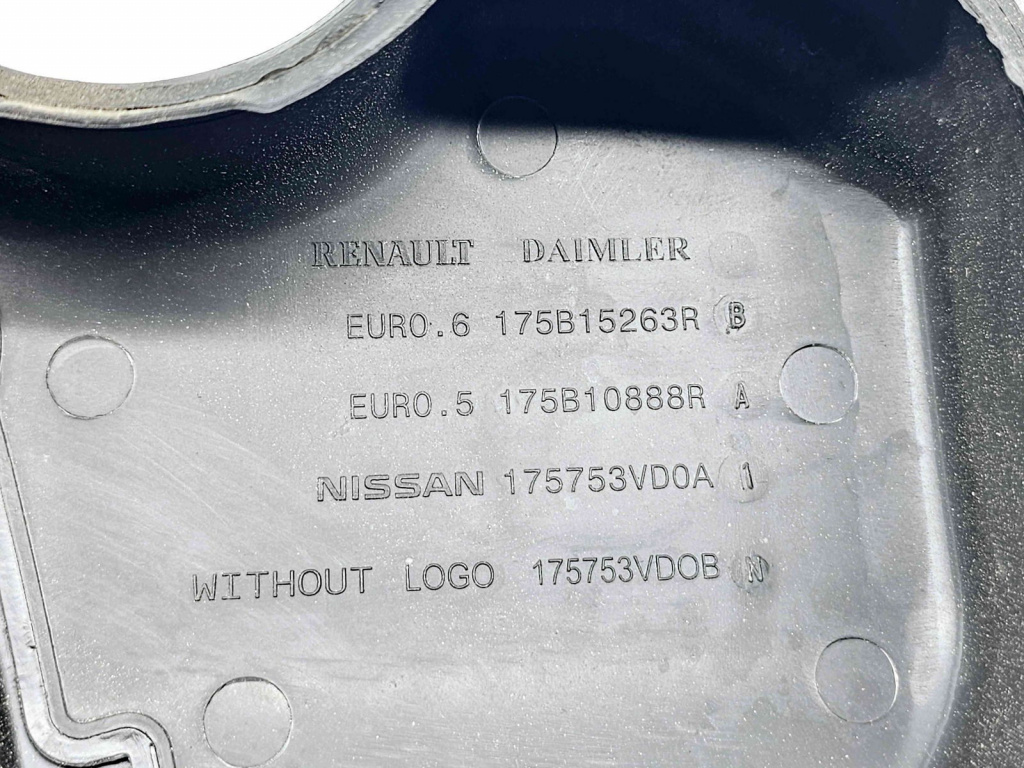 RENAULT DAIMLER
EURO.6 175B15263R B
EURO.5 175B10888R A
NISSAN 175753VD0A 1
WITHOUT LOGO 175753VD0B N